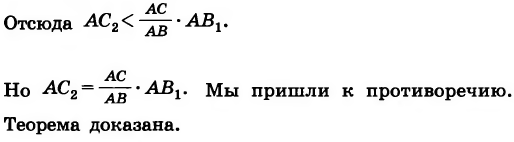 Отсюда AC₂ < AC/AB · AB₁.
Но AC₂ = AC/AB · AB₁. Мы пришли к противоречию.
Теорема доказана.